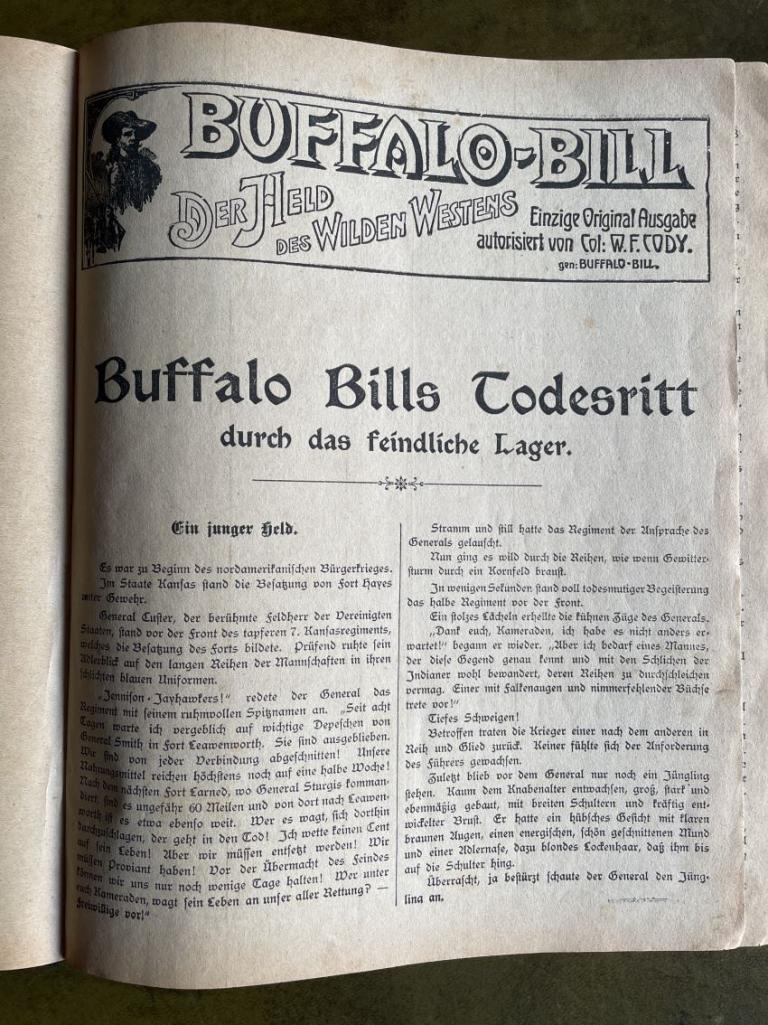 BUFFALO-BILL
DER HELD
DES WILDEN WESTENS
Einzige Original Ausgabe
autorisiert von Col: W. F. CODY.
gen: BUFFALO-BILL.
Buffalo Bills Todesritt
durch das feindliche Lager.
Ein junger Held.
Es war zu Beginn des nordamerikanischen Bürgerkrieges.
Im Staate Kansas stand die Besatzung von Fort Hayes
unter Gewehr.
General Custer, der berühmte Feldherr der Vereinigten
Staaten, stand vor der Front des tapferen 7. Kansasregiments,
welches die Besatzung des Forts bildete. Prüfend ruhte sein
Adlerblick auf den langen Reihen der Mannschaften in ihren
schlichten blauen Uniformen.
„Jennison-Jayhawkers!“ redete der General das
Regiment mit seinem ruhmvollen Spitznamen an. „Seit acht
Tagen warte ich vergeblich auf wichtige Depeschen von
General Smith in Fort Leawenworth. Sie sind ausgeblieben.
Wir sind von jeder Verbindung abgeschnitten! Unsere
Nahrungsmittel reichen höchstens noch auf eine halbe Woche!
Nach dem nächsten Fort Larned, wo General Sturgis komman-
diert, sind es ungefähr 60 Meilen und von dort nach Leawen-
worth ist es etwa ebenso weit. Wer es wagt, sich dorthin
durchzuschlagen, der geht in den Tod! Ich wette keinen Cent
auf sein Leben! Aber wir müssen entsetzt werden! Wir
müssen Proviant haben! Vor der Übermacht des Feindes
können wir uns nur noch wenige Tage halten! Wer unter
euch Kameraden, wagt sein Leben an unser aller Rettung? —
Freiwillige vor!“
Stramm und still hatte das Regiment der Ansprache des
Generals gelauscht.
Nun ging es wild durch die Reihen, wie wenn Gewitter-
sturm durch ein Kornfeld braust.
In wenigen Sekunden stand voll todesmutiger Begeisterung
das halbe Regiment vor der Front.
Ein stolzes Lächeln erhellte die kühnen Züge des Generals.
„Dank euch, Kameraden, ich habe es nicht anders er-
wartet!“ begann er wieder. „Aber ich bedarf eines Mannes,
der diese Gegend genau kennt und mit den Schlichen der
Indianer wohl bewandert, deren Reihen zu durchschleichen
vermag. Einer mit Falkenaugen und nimmerfehlender Büchse
trete vor!“
Tiefes Schweigen!
Betroffen traten die Krieger einer nach dem anderen in
Reih und Glied zurück. Keiner fühlte sich der Anforderung
des Führers gewachsen.
Zuletzt blieb vor dem General nur noch ein Jüngling
stehen. Kaum dem Knabenalter entwachsen, groß, stark und
ebenmäßig gebaut, mit breiten Schultern und kräftig ent-
wickelter Brust. Er hatte ein hübsches Gesicht mit klaren
braunen Augen, einen energischen, schön geschnittenen Mund
und einer Adlernase, dazu blondes Lockenhaar, daß ihm bis
auf die Schulter hing.
Überrascht, ja bestürzt schaute der General den Jüng-
ling an.